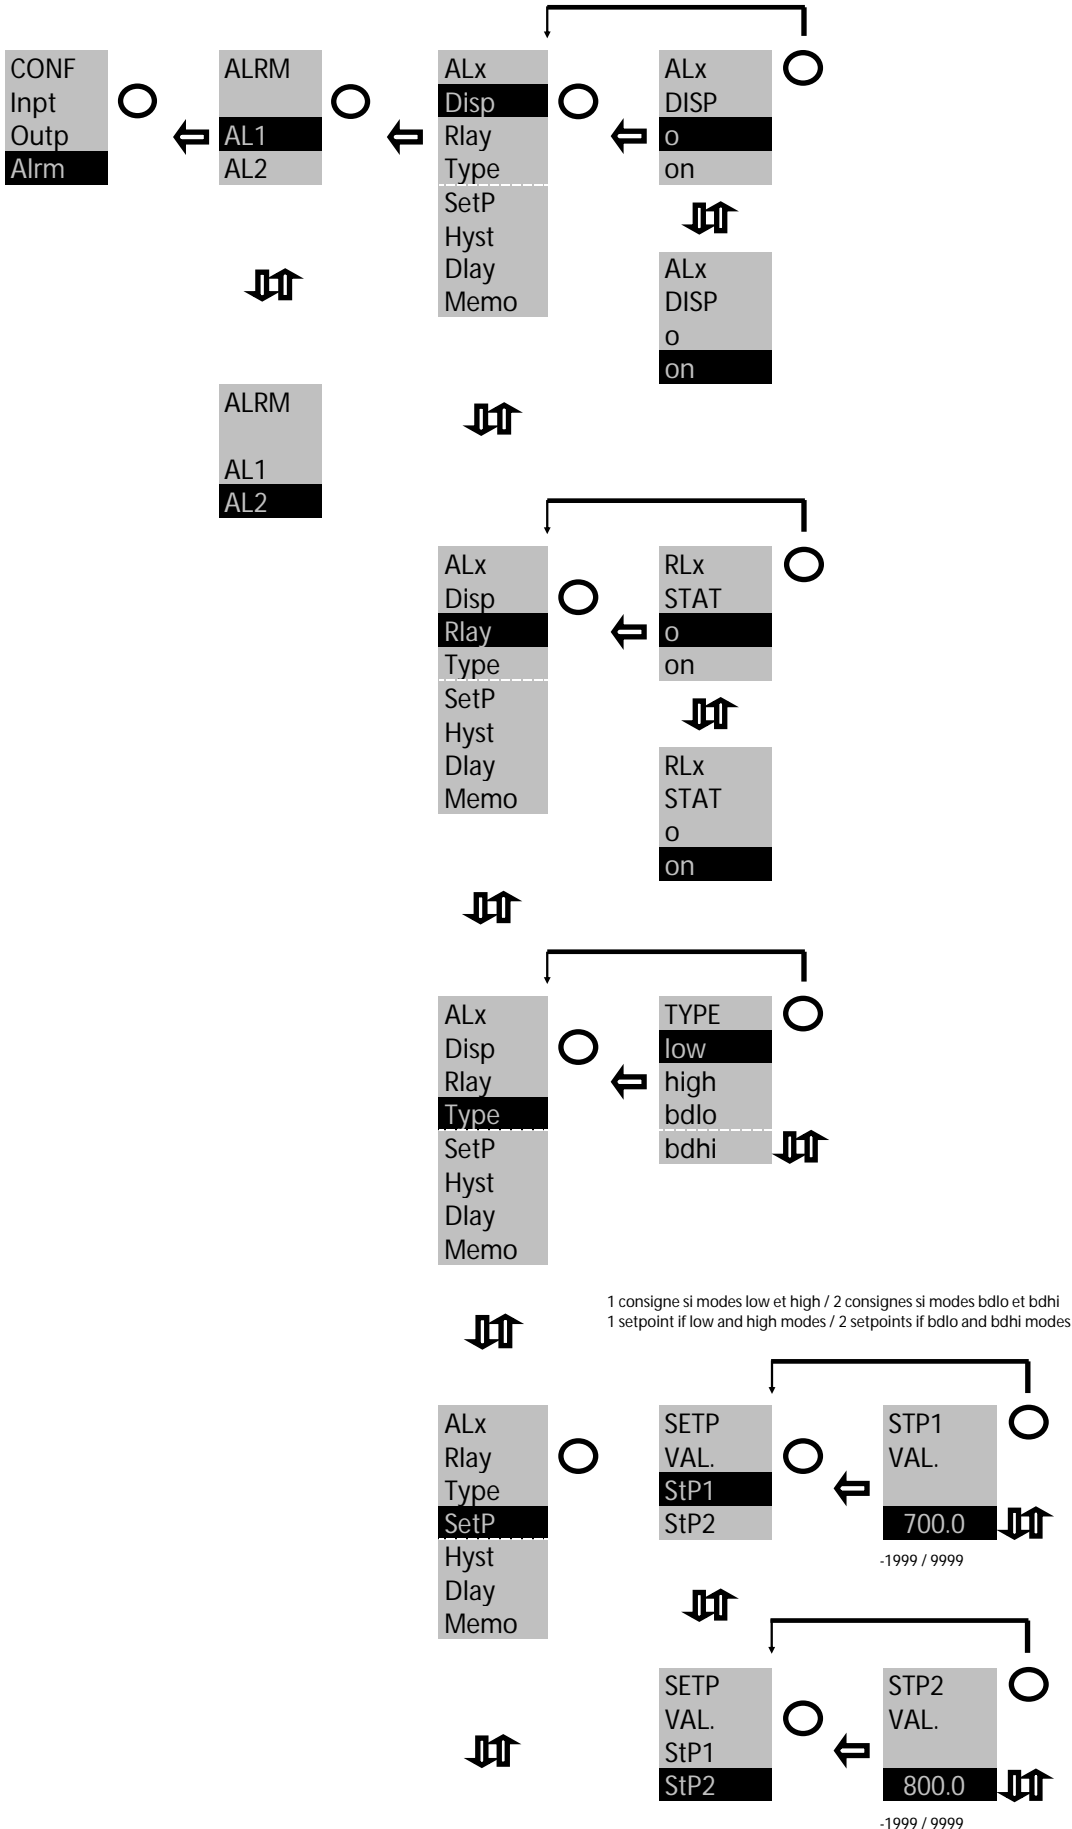 CONF
Inpt
Outp
Alrm
ALRM
AL1
AL2
ALx
Disp
Rlay
Type
SetP
Hyst
Dlay
Memo
ALx
DISP
o
on
ALx
DISP
o
on
ALRM
AL1
AL2
ALx
Disp
Rlay
Type
SetP
Hyst
Dlay
Memo
RLx
STAT
o
on
RLx
STAT
o
on
ALx
Disp
Rlay
Type
SetP
Hyst
Dlay
Memo
TYPE
low
high
bdlo
bdhi
1 consigne si modes low et high / 2 consignes si modes bdlo et bdhi
1 setpoint if low and high modes / 2 setpoints if bdlo and bdhi modes
ALx
Rlay
Type
SetP
Hyst
Dlay
Memo
SETP
VAL.
StP1
StP2
STP1
VAL.
700.0
-1999 / 9999
SETP
VAL.
StP1
StP2
STP2
VAL.
800.0
-1999 / 9999